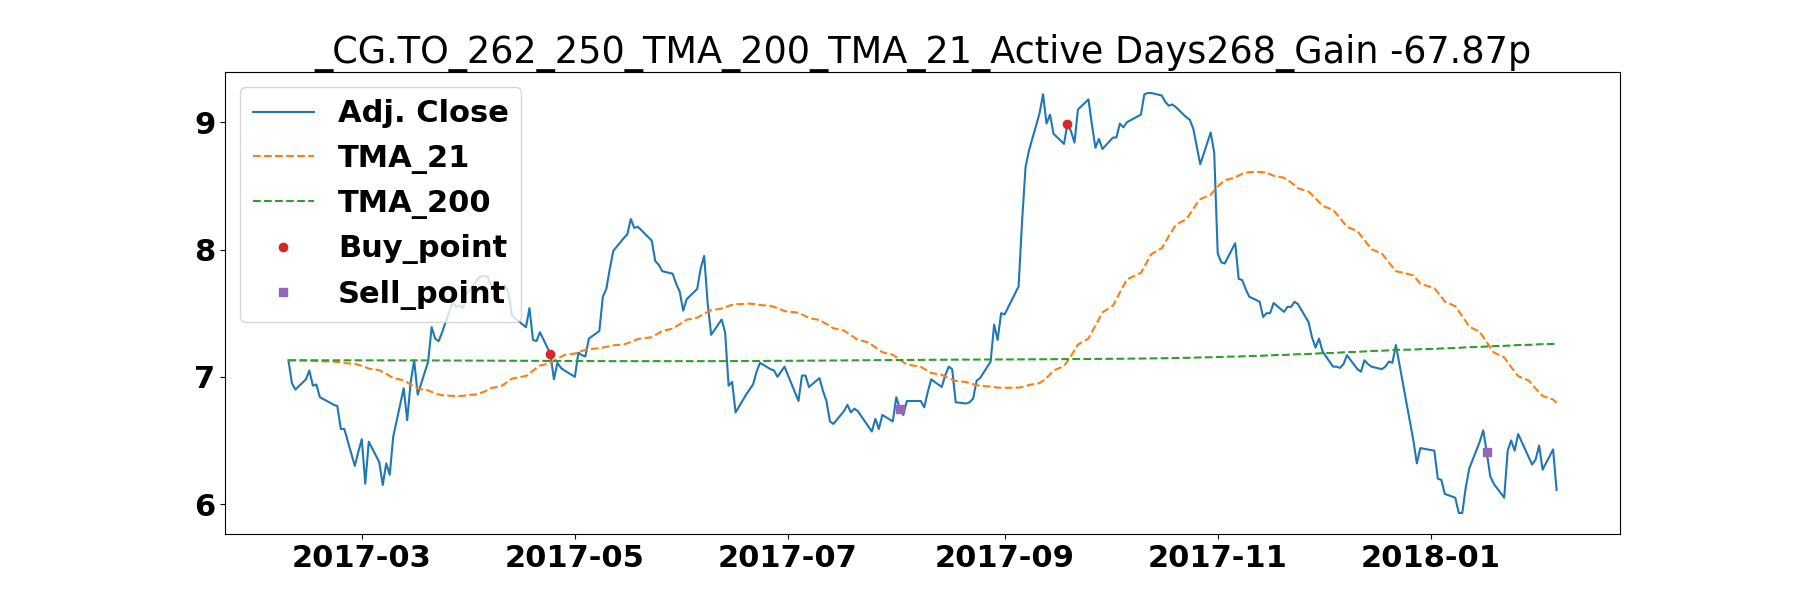 _CG.TO_262_250_TMA_200_TMA_21_Active Days268_Gain -67.87p
Adj. Close
TMA_21
TMA_200
Buy_point
Sell_point
9
8
7
6
2017-03 2017-05 2017-07 2017-09 2017-11 2018-01